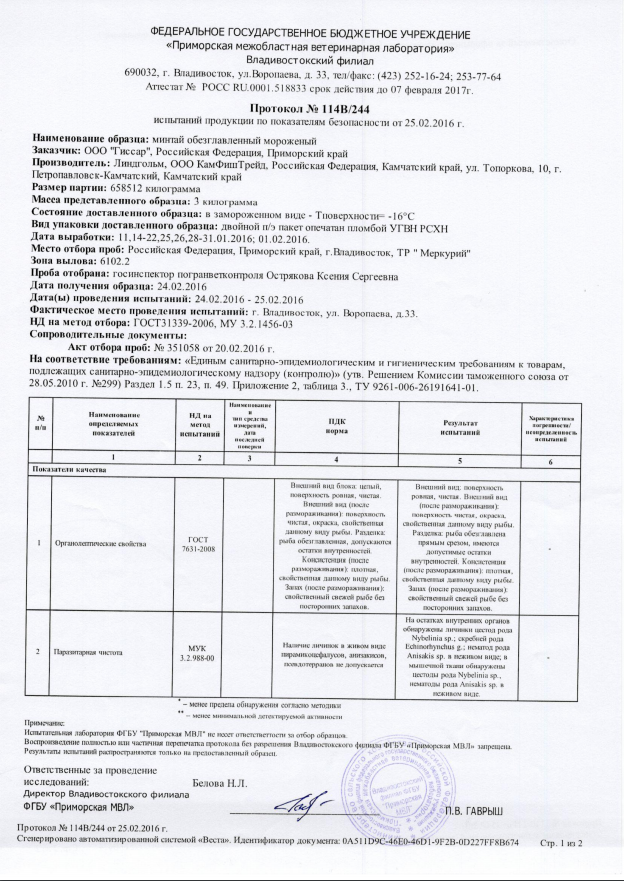 ФЕДЕРАЛЬНОЕ ГОСУДАРСТВЕННОЕ БЮДЖЕТНОЕ УЧРЕЖДЕНИЕ
«Приморская межобластная ветеринарная лаборатория»
Владивостокский филиал
690032, г. Владивосток, ул.Воропаева, д. 33, тел/факс: (423) 252-16-24; 253-77-64
Аттестат № РОСС RU.0001.518833 срок действия до 07 февраля 2017г.
Протокол № 114В/244
испытаний продукции по показателям безопасности от 25.02.2016 г.
Наименование образца: минтай обезглавленный мороженый
Заказчик: ООО "Гиссар", Российская Федерация, Приморский край
Производитель: Линдгольм, ООО КамФишТрейд, Российская Федерация, Камчатский край, ул. Топоркова, 10, г.
Петропавловск-Камчатский, Камчатский край
Размер партии: 658512 килограмма
Масса представленного образца: 3 килограмма
Состояние доставленного образца: в замороженном виде - Тповерхности= -16°С
Вид упаковки доставленного образца: двойной п/э пакет опечатан пломбой УГВН РСХН
Дата выработки: 11,14-22,25,26,28-31.01.2016; 01.02.2016.
Место отбора проб: Российская Федерация, Приморский край, г.Владивосток, ТР " Меркурий"
Зона вылова: 6102.2
Проба отобрана: госинспектор погранветконтроля Острякова Ксения Сергеевна
Дата получения образца: 24.02.2016
Дата(ы) проведения испытаний: 24.02.2016 - 25.02.2016
Фактическое место проведения испытаний: г. Владивосток, ул. Воропаева, д.33.
НД на метод отбора: ГОСТ31339-2006, МУ 3.2.1456-03
Сопроводительные документы:
Акт отбора проб: № 351058 от 20.02.2016 г.
На соответствие требованиям: «Единым санитарно-эпидемиологическим и гигиеническим требованиям к товарам,
подлежащих санитарно-эпидемиологическому надзору (контролю)» (утв. Решением Комиссии таможенного союза от
28.05.2010 г. №299) Раздел 1.5 п. 23, п. 49. Приложение 2, таблица 3., ТУ 9261-006-26191641-01.
№
п/п
Наименование
определяемых
показателей
НД на
метод
испытаний
Наименование
и
тип средства
измерений,
дата
последней
поверки
ПДК
норма
Результат
испытаний
Характеристика
погрешности/
неопределенность
испытаний
1 2 3 4 5 6
Показатели качества
1
Органолептические свойства
ГОСТ
7631-2008
Внешний вид блока: целый,
поверхность ровная, чистая.
Внешний вид (после
размораживания): поверхность
чистая, окраска, свойственная
данному виду рыбы. Разделка:
рыба обезглавленная, допускаются
остатки внутренностей.
Консистенция (после
размораживания): плотная,
свойственная данному виду рыбы.
Запах (после размораживания):
свойственный свежей рыбе без
посторонних запахов.
Внешний вид: поверхность
ровная, чистая. Внешний вид
(после размораживания):
поверхность чистая, окраска,
свойственная данному виду рыбы.
Разделка: рыба обезглавлена
прямым срезом, имеются
допустимые остатки
внутренностей. Консистенция
(после размораживания): плотная,
свойственная данному виду рыбы.
Запах (после размораживания):
свойственный свежей рыбе без
посторонних запахов.
-
2
Паразитарная чистота
МУК
3.2.988-00
Наличие личинок в живом виде
пирамикоцефалусов, анизакисов,
псевдотерранов не допускается
На остатках внутренних органов
обнаружены личинки цестод рода
Nybelinia sp.; скребней рода
Echinorhynchus g.; нематод рода
Anisakis sp. в неживом виде; в
мышечной ткани обнаружены
цестоды рода Nybelinia sp.,
нематоды рода Anisakis sp. в
неживом виде.
-
* – менее предела обнаружения согласно методики
** – менее минимальной детектируемой активности
Примечание:
Испытательная лаборатория ФГБУ "Приморская МВЛ" не несет ответственности за отбор образцов.
Воспроизведение полностью или частичная перепечатка протокола без разрешения Владивостокского филиала ФГБУ «Приморская МВЛ» запрещена.
Результаты испытаний распространяются только на предоставленный образец.
Ответственные за проведение
исследований: Белова Н.Л.
Директор Владивостокского филиала
ФГБУ «Приморская МВЛ» П.В. ГАВРЫШ
Владивостокский
филиал ФГБУ
"Приморская
МВЛ"
Протокол № 114В/244 от 25.02.2016 г.
Сгенерировано автоматизированной системой «Веста». Идентификатор документа: 0A511D9C-46E0-46D1-9F2B-0D227FF8B674 Стр. 1 из 2